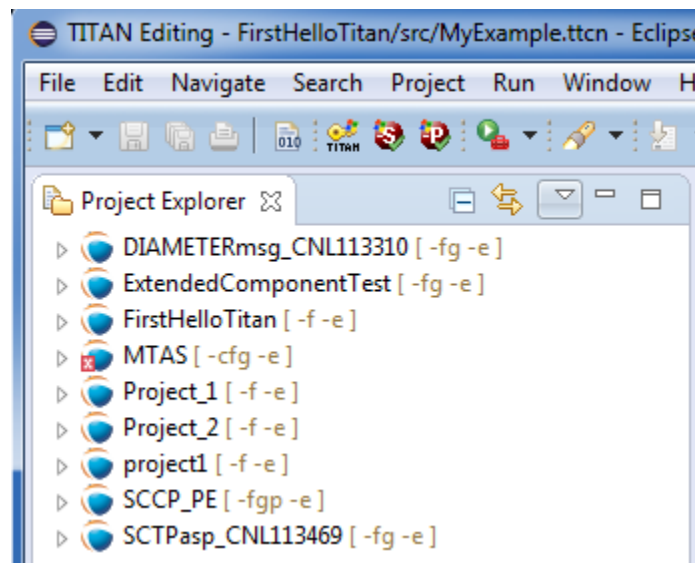 TITAN Editing - FirstHelloTitan/src/MyExample.ttcn - Eclipse
File Edit Navigate Search Project Run Window H
010 TITAN S P
Project Explorer
DIAMETERmsg_CNL113310 [ -fg -e ]
ExtendedComponentTest [ -fg -e ]
FirstHelloTitan [ -f -e ]
MTAS [ -cfg -e ]
Project_1 [ -f -e ]
Project_2 [ -f -e ]
project1 [ -f -e ]
SCCP_PE [ -fgp -e ]
SCTPasp_CNL113469 [ -fg -e ]